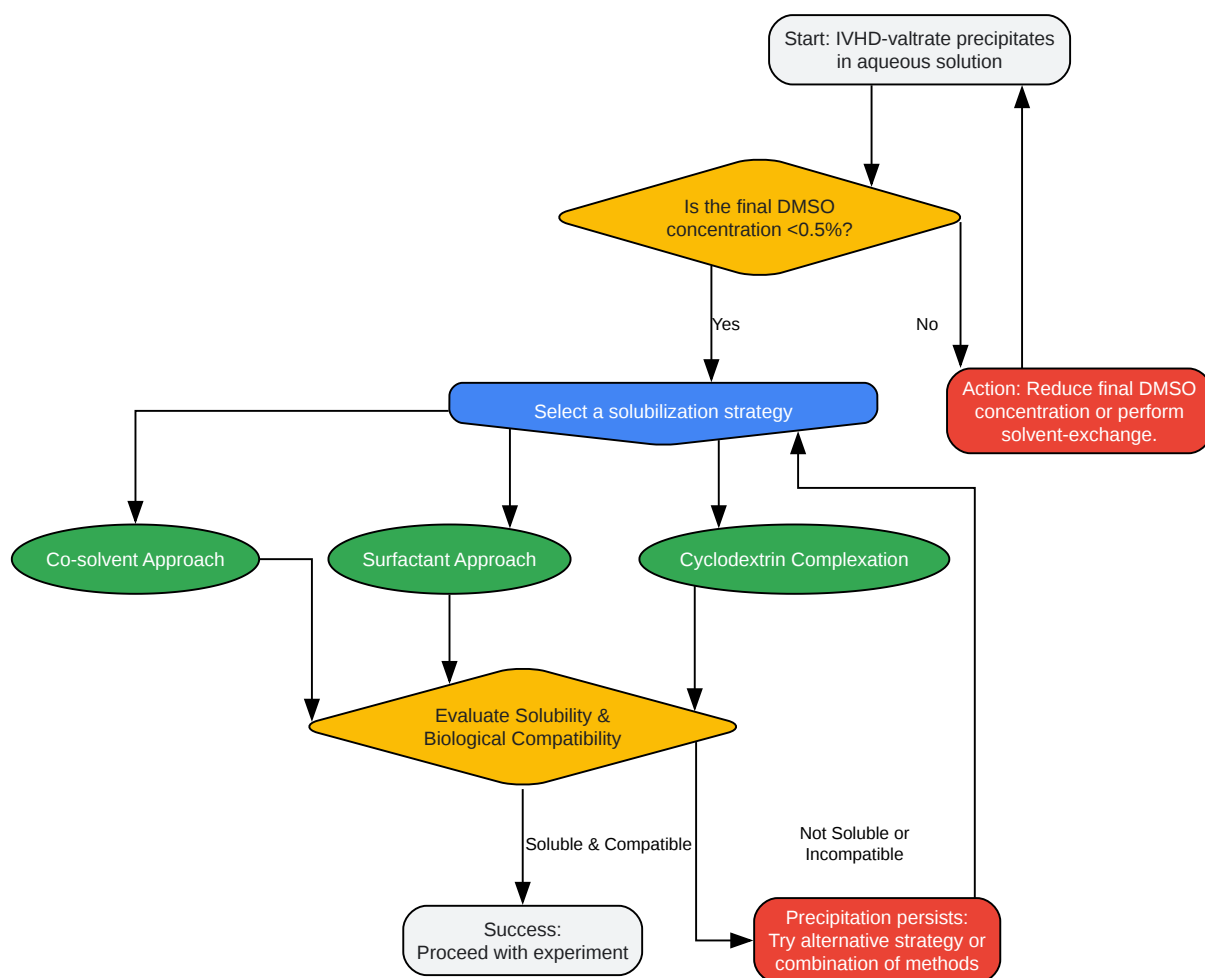 Start: IVHD-valtrate precipitates
in aqueous solution
Is the final DMSO
concentration <0.5%?
Yes
No
Action: Reduce final DMSO
concentration or perform
solvent-exchange.
Select a solubilization strategy
Co-solvent Approach
Surfactant Approach
Cyclodextrin Complexation
Evaluate Solubility &
Biological Compatibility
Soluble & Compatible
Not Soluble or
Incompatible
Success:
Proceed with experiment
Precipitation persists:
Try alternative strategy or
combination of methods